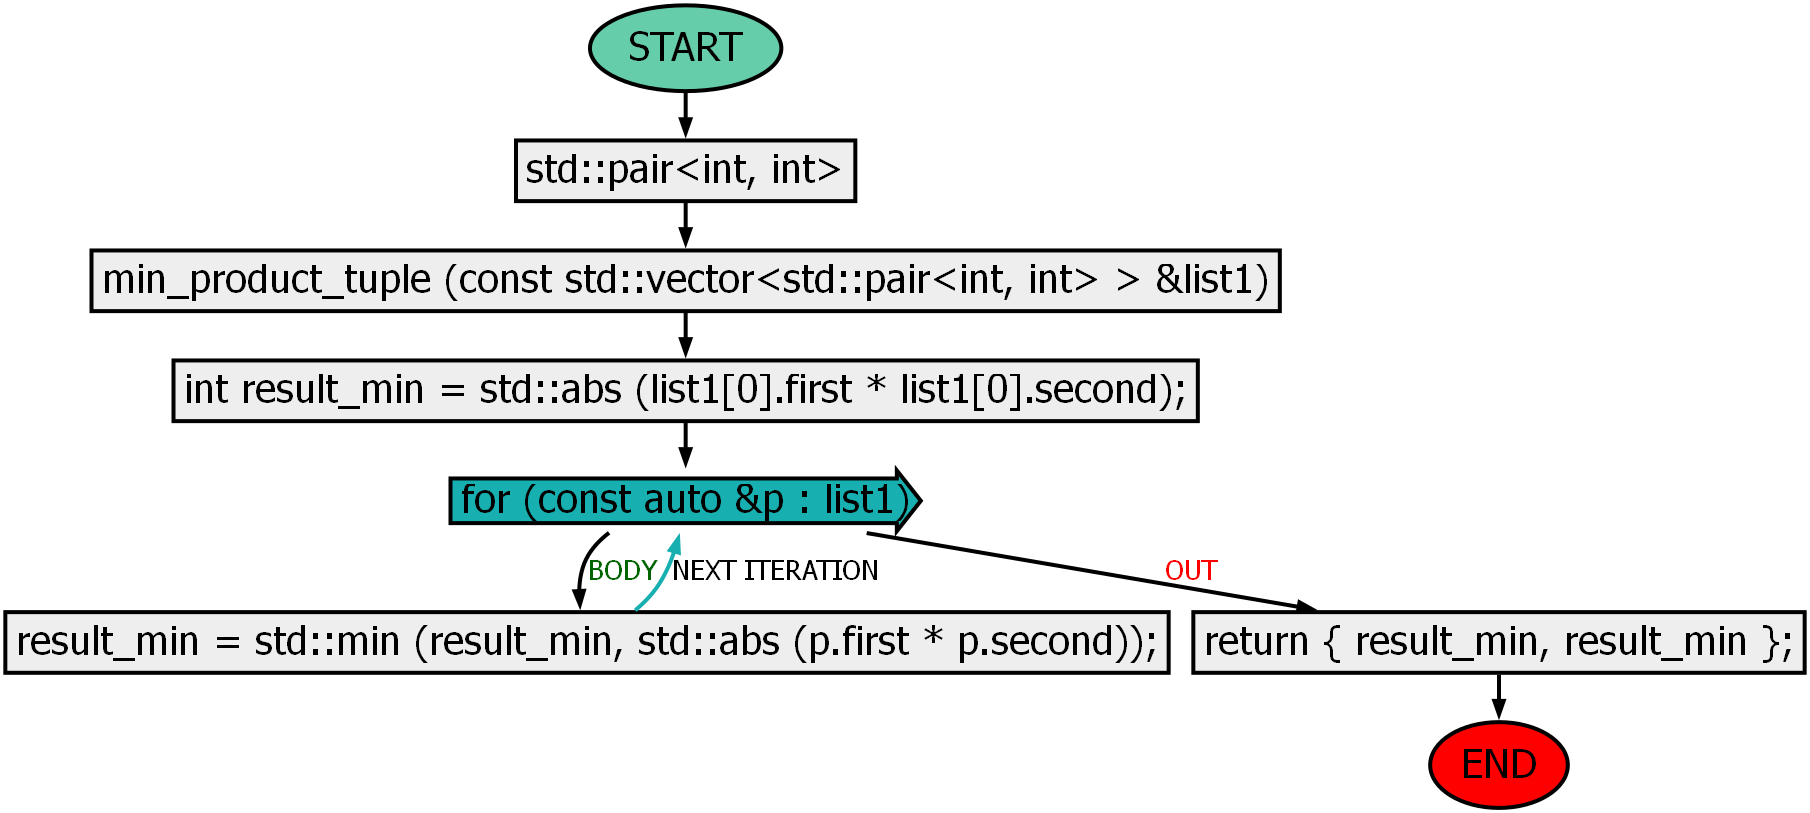 START
std::pair<int, int>
min_product_tuple (const std::vector<std::pair<int, int> > &list1)
int result_min = std::abs (list1[0].first * list1[0].second);
for (const auto &p : list1)
BODY
NEXT ITERATION
OUT
result_min = std::min (result_min, std::abs (p.first * p.second));
return { result_min, result_min };
END